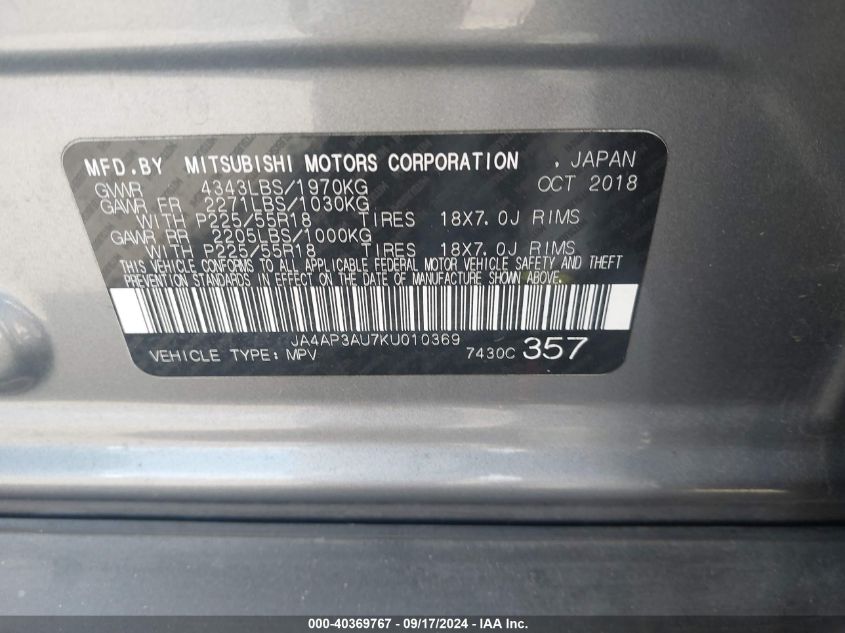 MFD.BY MITSUBISHI MOTORS CORPORATION , JAPAN
GVWR 4343LBS/1970KG OCT 2018
GAWR FR 2271LBS/1030KG
WITH P225/55R18 TIRES 18X7.0J RIMS
GAWR RR 2205LBS/1000KG
WITH P225/55R18 TIRES 18X7.0J RIMS
THIS VEHICLE CONFORMS TO ALL APPLICABLE FEDERAL MOTOR VEHICLE SAFETY AND THEFT
PREVENTION STANDARDS IN EFFECT ON THE DATE OF MANUFACTURE SHOWN ABOVE.
JA4AP3AU7KU010369
VEHICLE TYPE: MPV 7430C 357
000-40369767 - 09/17/2024 - IAA Inc.